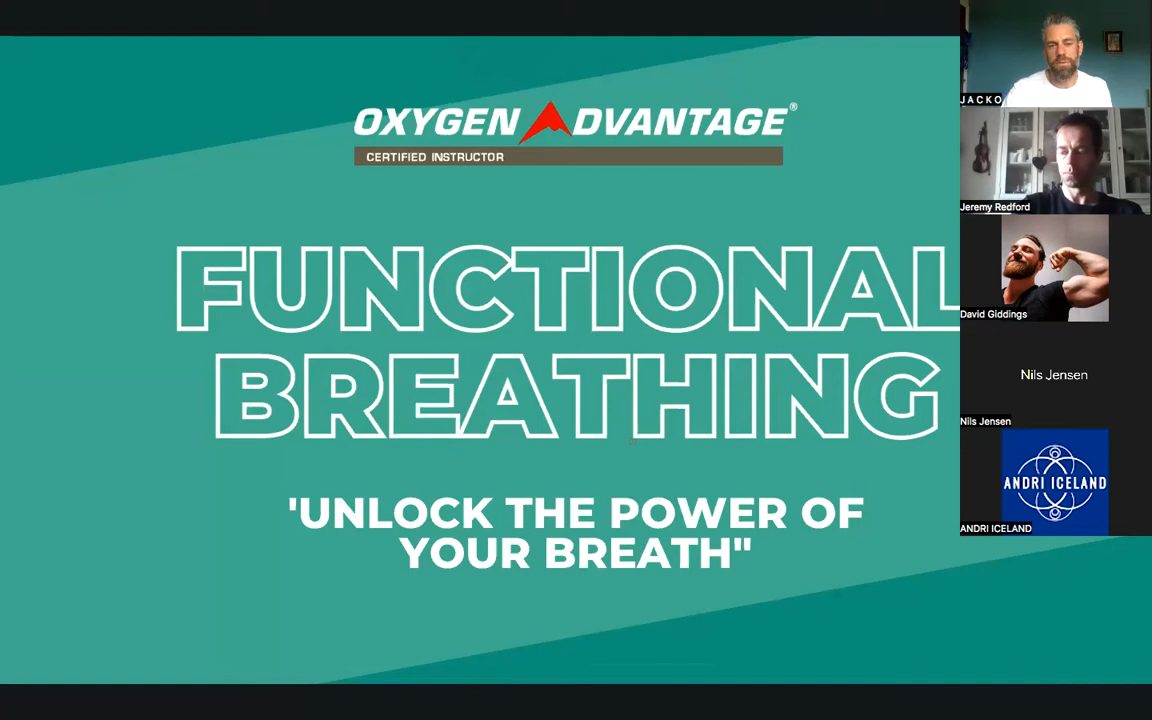 OXYGEN ADVANTAGE®
CERTIFIED INSTRUCTOR
FUNCTIONAL
BREATHING
'UNLOCK THE POWER OF
YOUR BREATH"
JACKO
Jeremy Redford
David Giddings
Nils Jensen
Nils Jensen
ANDRI ICELAND
ANDRI ICELAND